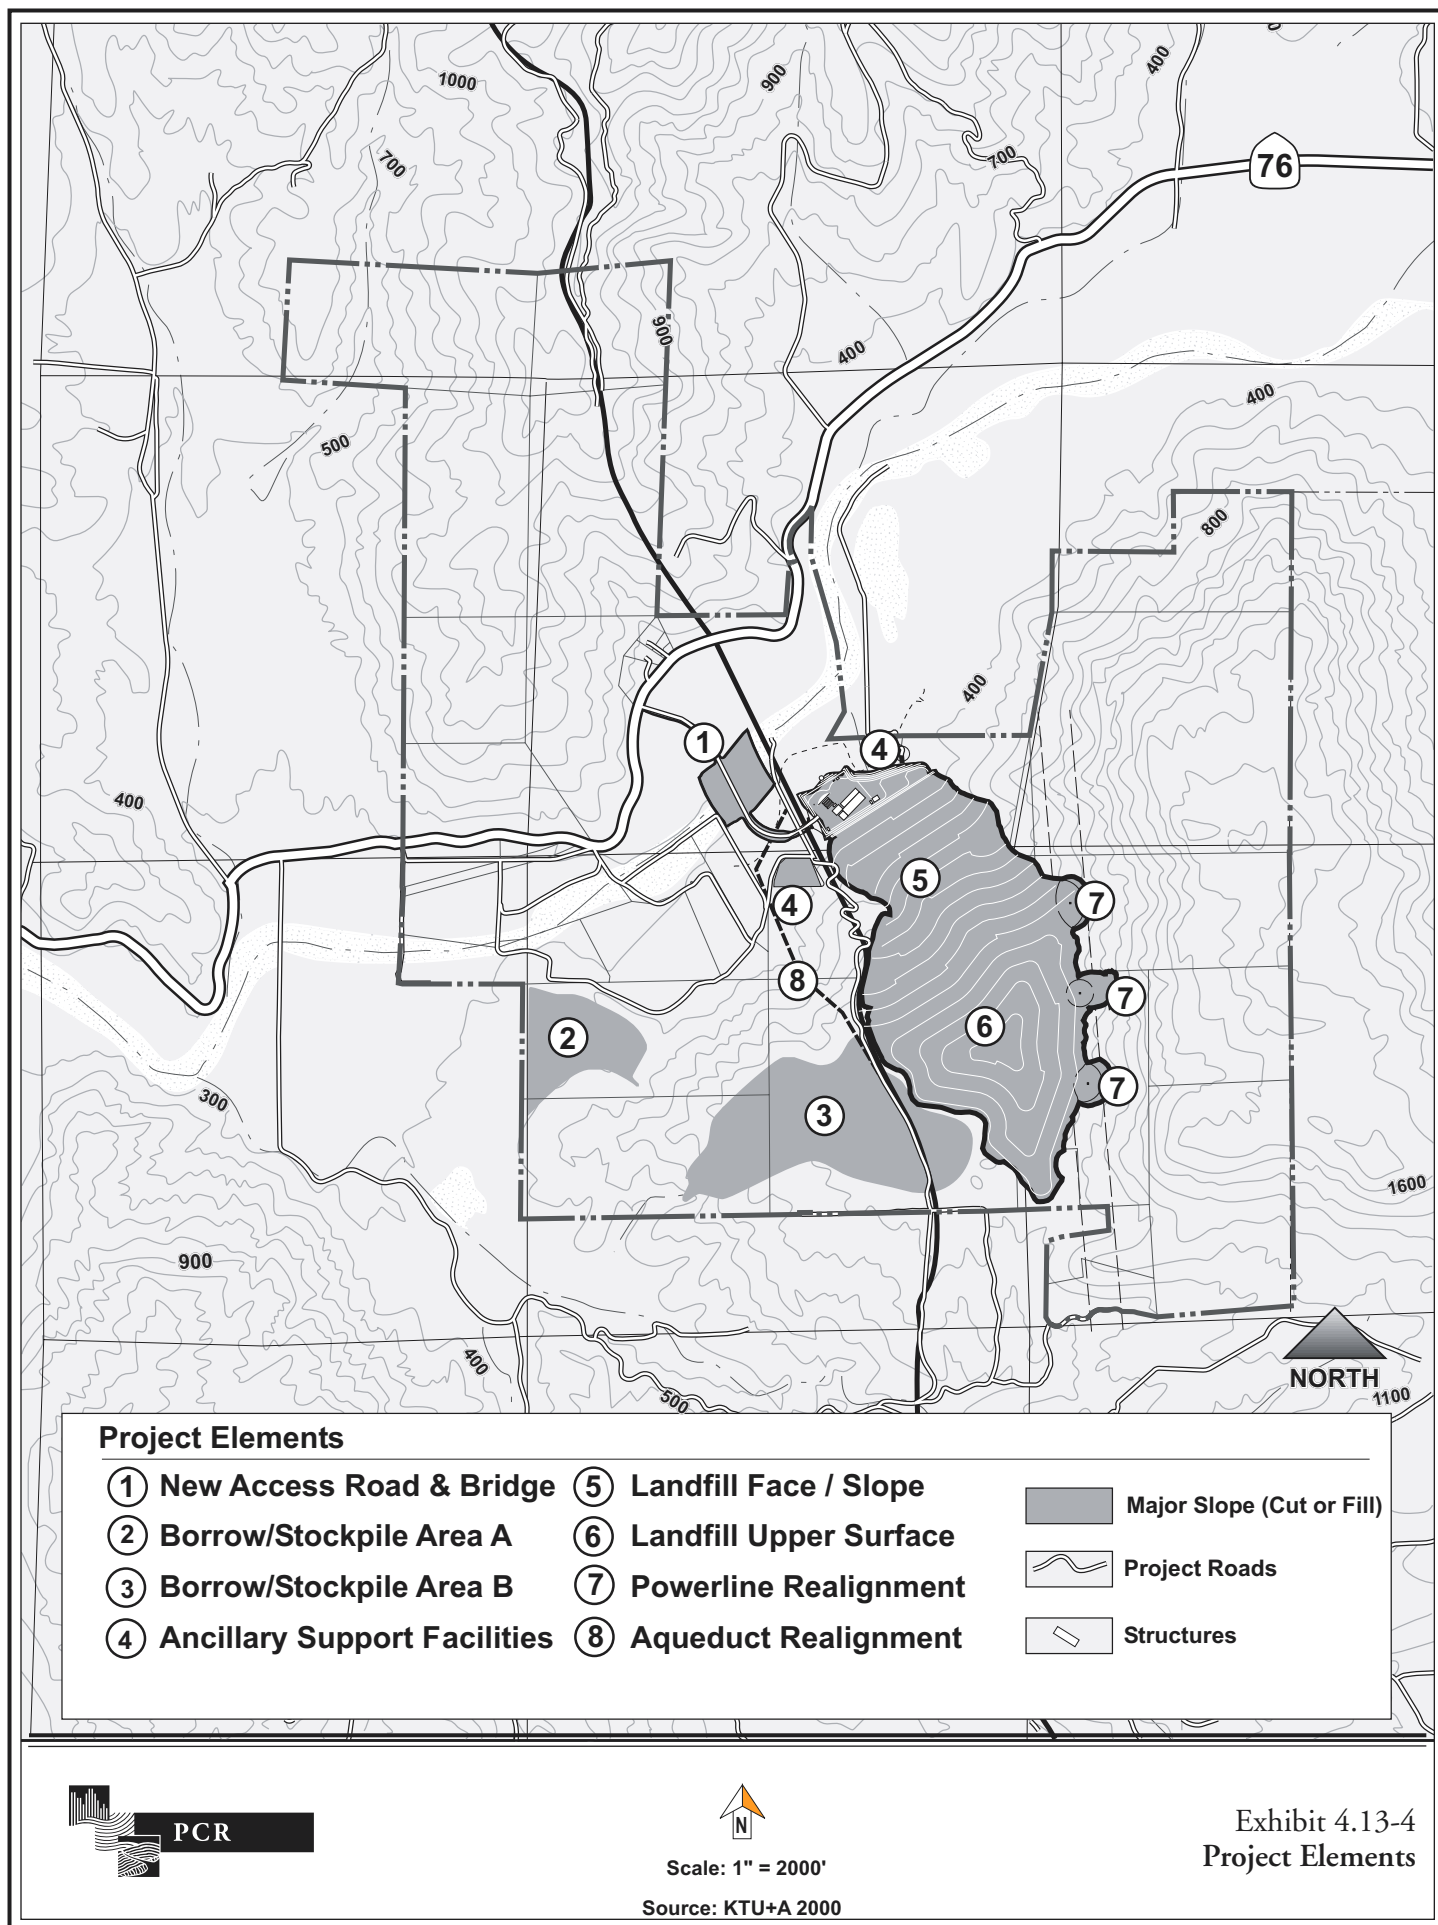 1000
900
400
700
700
76
900
400
400
500
800
400
1
4
400
5
7
4
8
7
6
2
7
3
300
1600
900
400
NORTH
500
1100
Project Elements
1 New Access Road & Bridge
2 Borrow/Stockpile Area A
3 Borrow/Stockpile Area B
4 Ancillary Support Facilities
5 Landfill Face / Slope
6 Landfill Upper Surface
7 Powerline Realignment
8 Aqueduct Realignment
Major Slope (Cut or Fill)
Project Roads
Structures
PCR
N
Scale: 1" = 2000'
Source: KTU+A 2000
Exhibit 4.13-4
Project Elements